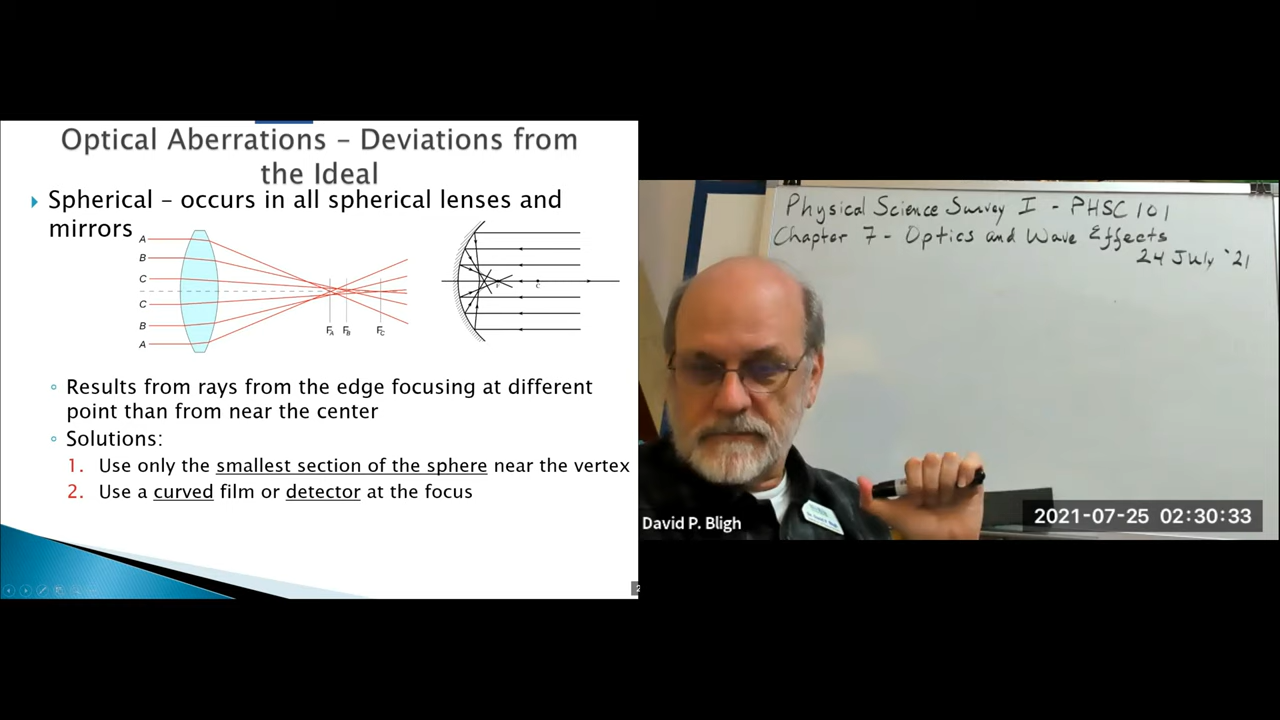 Optical Aberrations – Deviations from
the Ideal
Spherical – occurs in all spherical lenses and
mirrors
A
B
C
C
B
A
FA
FB
FC
F
C
Results from rays from the edge focusing at different
point than from near the center
Solutions:
1. Use only the smallest section of the sphere near the vertex
2. Use a curved film or detector at the focus
Physical Science Survey I - PHSC 101
Chapter 7 - Optics and Wave Effects
24 July '21
David P. Bligh
2021-07-25 02:30:33